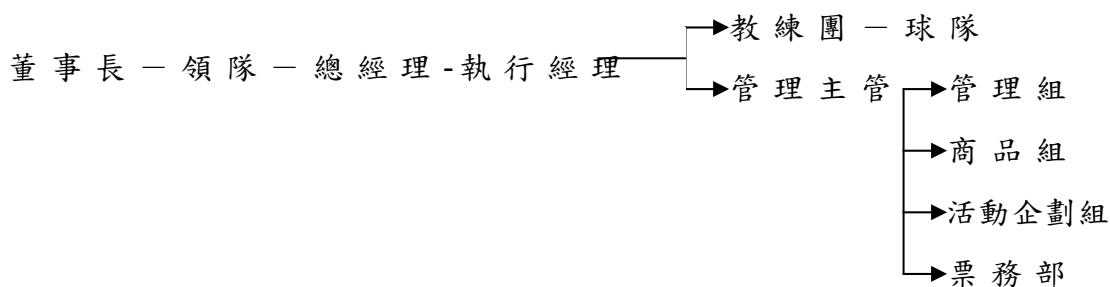 教練團－球隊
董事長－領隊－總經理-執行經理
管理主管 管理組
商品組
活動企劃組
票務部